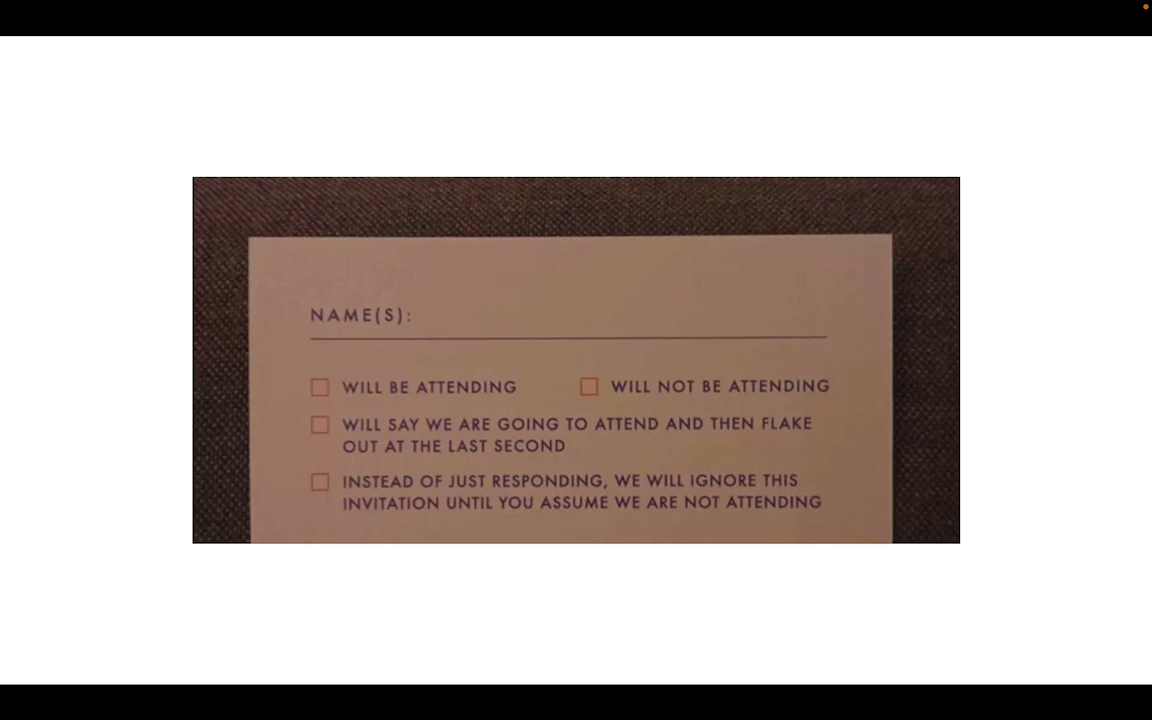 NAME(S):
WILL BE ATTENDING
WILL NOT BE ATTENDING
WILL SAY WE ARE GOING TO ATTEND AND THEN FLAKE
OUT AT THE LAST SECOND
INSTEAD OF JUST RESPONDING, WE WILL IGNORE THIS
INVITATION UNTIL YOU ASSUME WE ARE NOT ATTENDING